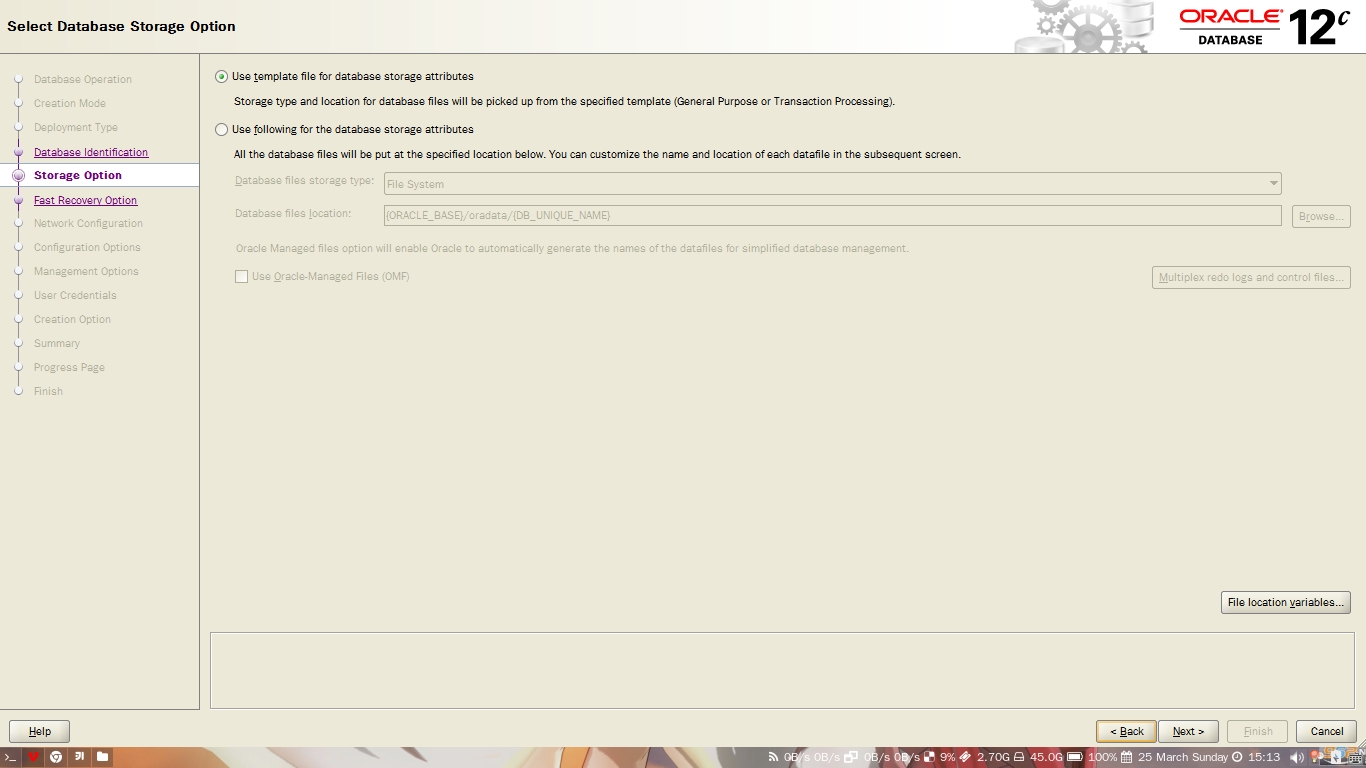 Select Database Storage Option
ORACLE
DATABASE
12c
Database Operation
Creation Mode
Deployment Type
Database Identification
Storage Option
Fast Recovery Option
Network Configuration
Configuration Options
Management Options
User Credentials
Creation Option
Summary
Progress Page
Finish
Use template file for database storage attributes
Storage type and location for database files will be picked up from the specified template (General Purpose or Transaction Processing).
Use following for the database storage attributes
All the database files will be put at the specified location below. You can customize the name and location of each datafile in the subsequent screen.
Database files storage type: File System
Database files location: {ORACLE_BASE}/oradata/{DB_UNIQUE_NAME} Browse...
Oracle Managed files option will enable Oracle to automatically generate the names of the datafiles for simplified database management.
Use Oracle-Managed Files (OMF) Multiplex redo logs and control files...
File location variables...
Help < Back Next > Finish Cancel
0B/s 0B/s 0B/s 0B/s 9% 2.70G 45.0G 100% 25 March Sunday 15:13